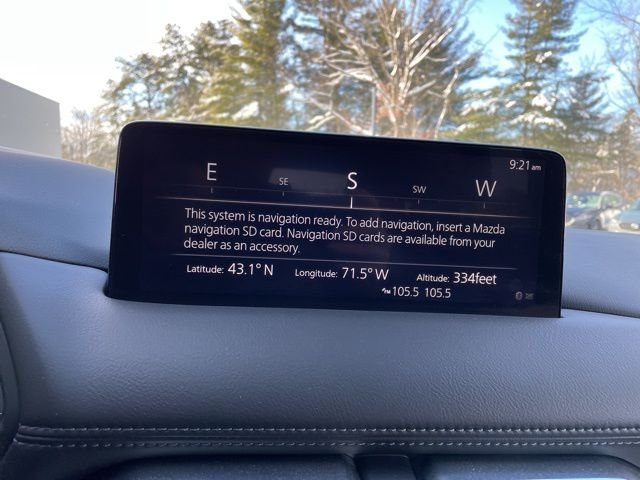 9:21 am
E SE S SW W
This system is navigation ready. To add navigation, insert a Mazda
navigation SD card. Navigation SD cards are available from your
dealer as an accessory.
Latitude: 43.1° N Longitude: 71.5° W Altitude: 334feet
FM 105.5 105.5